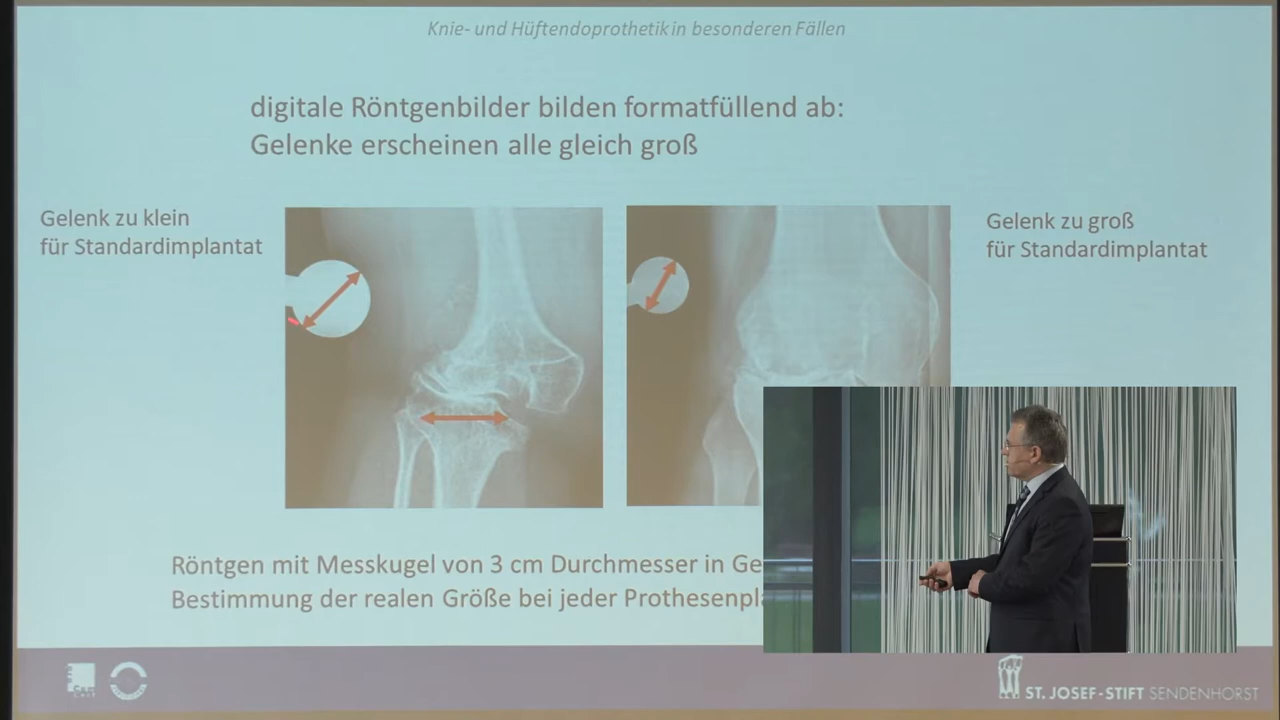 Knie- und Hüftendoprothetik in besonderen Fällen
digitale Röntgenbilder bilden formatfüllend ab:
Gelenke erscheinen alle gleich groß
Gelenk zu klein
für Standardimplantat
Gelenk zu groß
für Standardimplantat
Röntgen mit Messkugel von 3 cm Durchmesser in
Bestimmung der realen Größe bei jeder
ST. JOSEF-STIFT SENDENHORST